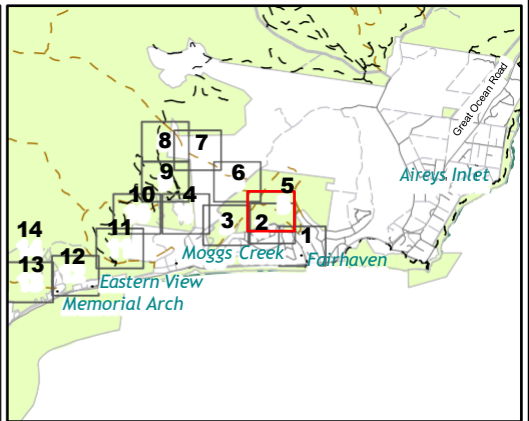 Great Ocean Road
8
7
9
6
Aireys Inlet
10
4
5
14
11
3
2
1
13
12
Moggs Creek
Fairhaven
Eastern View
Memorial Arch